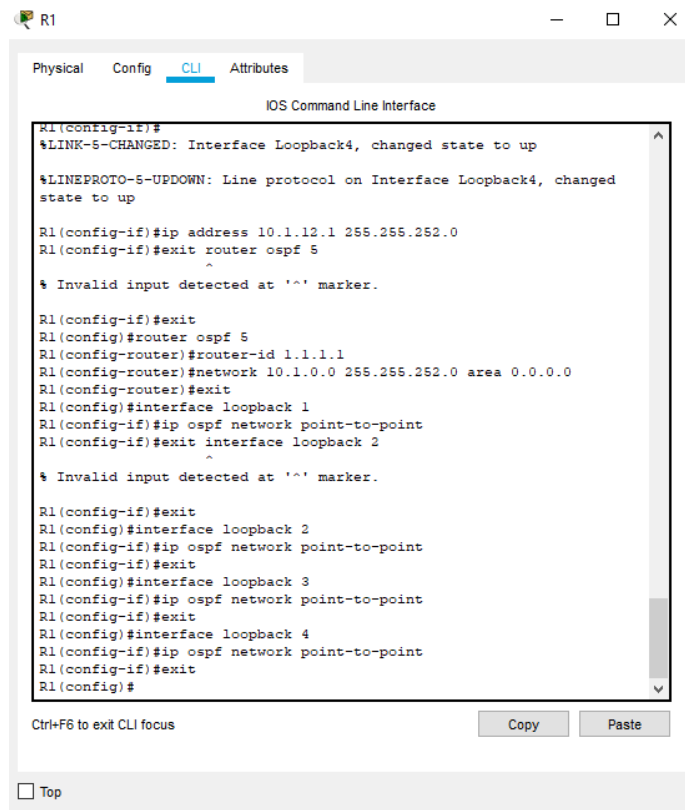 R1
Physical Config CLI Attributes
IOS Command Line Interface
R1(config-if)#
%LINK-5-CHANGED: Interface Loopback4, changed state to up
%LINEPROTO-5-UPDOWN: Line protocol on Interface Loopback4, changed
state to up
R1(config-if)#ip address 10.1.12.1 255.255.252.0
R1(config-if)#exit router ospf 5
^
% Invalid input detected at '^' marker.
R1(config-if)#exit
R1(config)#router ospf 5
R1(config-router)#router-id 1.1.1.1
R1(config-router)#network 10.1.0.0 255.255.252.0 area 0.0.0.0
R1(config-router)#exit
R1(config)#interface loopback 1
R1(config-if)#ip ospf network point-to-point
R1(config-if)#exit interface loopback 2
^
% Invalid input detected at '^' marker.
R1(config-if)#exit
R1(config)#interface loopback 2
R1(config-if)#ip ospf network point-to-point
R1(config-if)#exit
R1(config)#interface loopback 3
R1(config-if)#ip ospf network point-to-point
R1(config-if)#exit
R1(config)#interface loopback 4
R1(config-if)#ip ospf network point-to-point
R1(config-if)#exit
R1(config)#
Ctrl+F6 to exit CLI focus
Copy Paste
Top